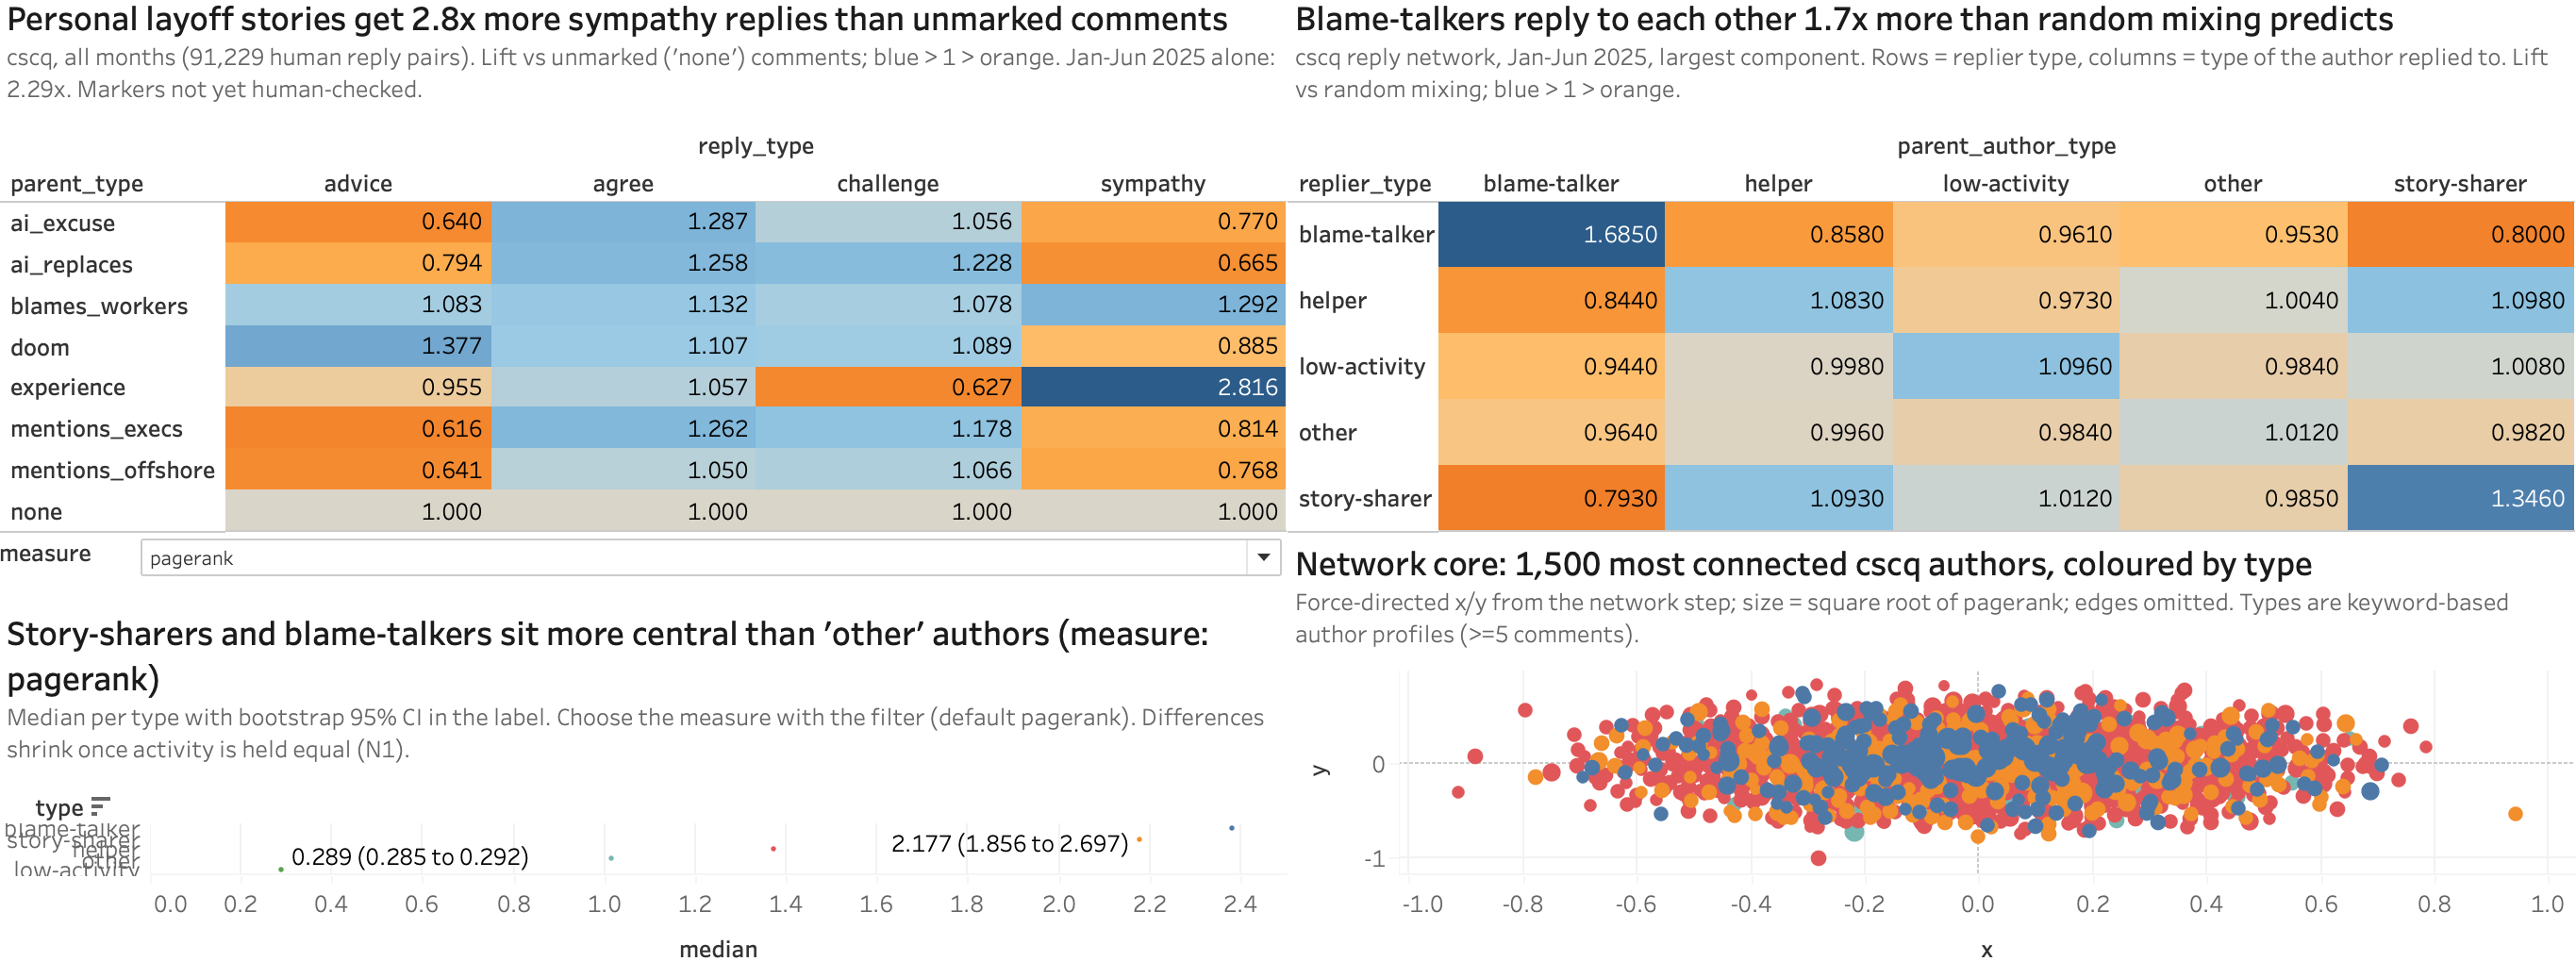 Personal layoff stories get 2.8x more sympathy replies than unmarked comments
cscq, all months (91,229 human reply pairs). Lift vs unmarked ('none') comments; blue > 1 > orange. Jan-Jun 2025 alone:
2.29x. Markers not yet human-checked.
reply_type
parent_type advice agree challenge sympathy
ai_excuse 0.640 1.287 1.056 0.770
ai_replaces 0.794 1.258 1.228 0.665
blames_workers 1.083 1.132 1.078 1.292
doom 1.377 1.107 1.089 0.885
experience 0.955 1.057 0.627 2.816
mentions_execs 0.616 1.262 1.178 0.814
mentions_offshore 0.641 1.050 1.066 0.768
none 1.000 1.000 1.000 1.000
Blame-talkers reply to each other 1.7x more than random mixing predicts
cscq reply network, Jan-Jun 2025, largest component. Rows = replier type, columns = type of the author replied to. Lift
vs random mixing; blue > 1 > orange.
parent_author_type
replier_type blame-talker helper low-activity other story-sharer
blame-talker 1.6850 0.8580 0.9610 0.9530 0.8000
helper 0.8440 1.0830 0.9730 1.0040 1.0980
low-activity 0.9440 0.9980 1.0960 0.9840 1.0080
other 0.9640 0.9960 0.9840 1.0120 0.9820
story-sharer 0.7930 1.0930 1.0120 0.9850 1.3460
measure pagerank
Story-sharers and blame-talkers sit more central than 'other' authors (measure:
pagerank)
Median per type with bootstrap 95% CI in the label. Choose the measure with the filter (default pagerank). Differences
shrink once activity is held equal (N1).
type
blame-talker
story-sharer
helper
other
low-activity
2.177 (1.856 to 2.697)
0.289 (0.285 to 0.292)
0.0 0.2 0.4 0.6 0.8 1.0 1.2 1.4 1.6 1.8 2.0 2.2 2.4
median
Network core: 1,500 most connected cscq authors, coloured by type
Force-directed x/y from the network step; size = square root of pagerank; edges omitted. Types are keyword-based
author profiles (>=5 comments).
y
0
-1
-1.0 -0.8 -0.6 -0.4 -0.2 0.0 0.2 0.4 0.6 0.8 1.0
x